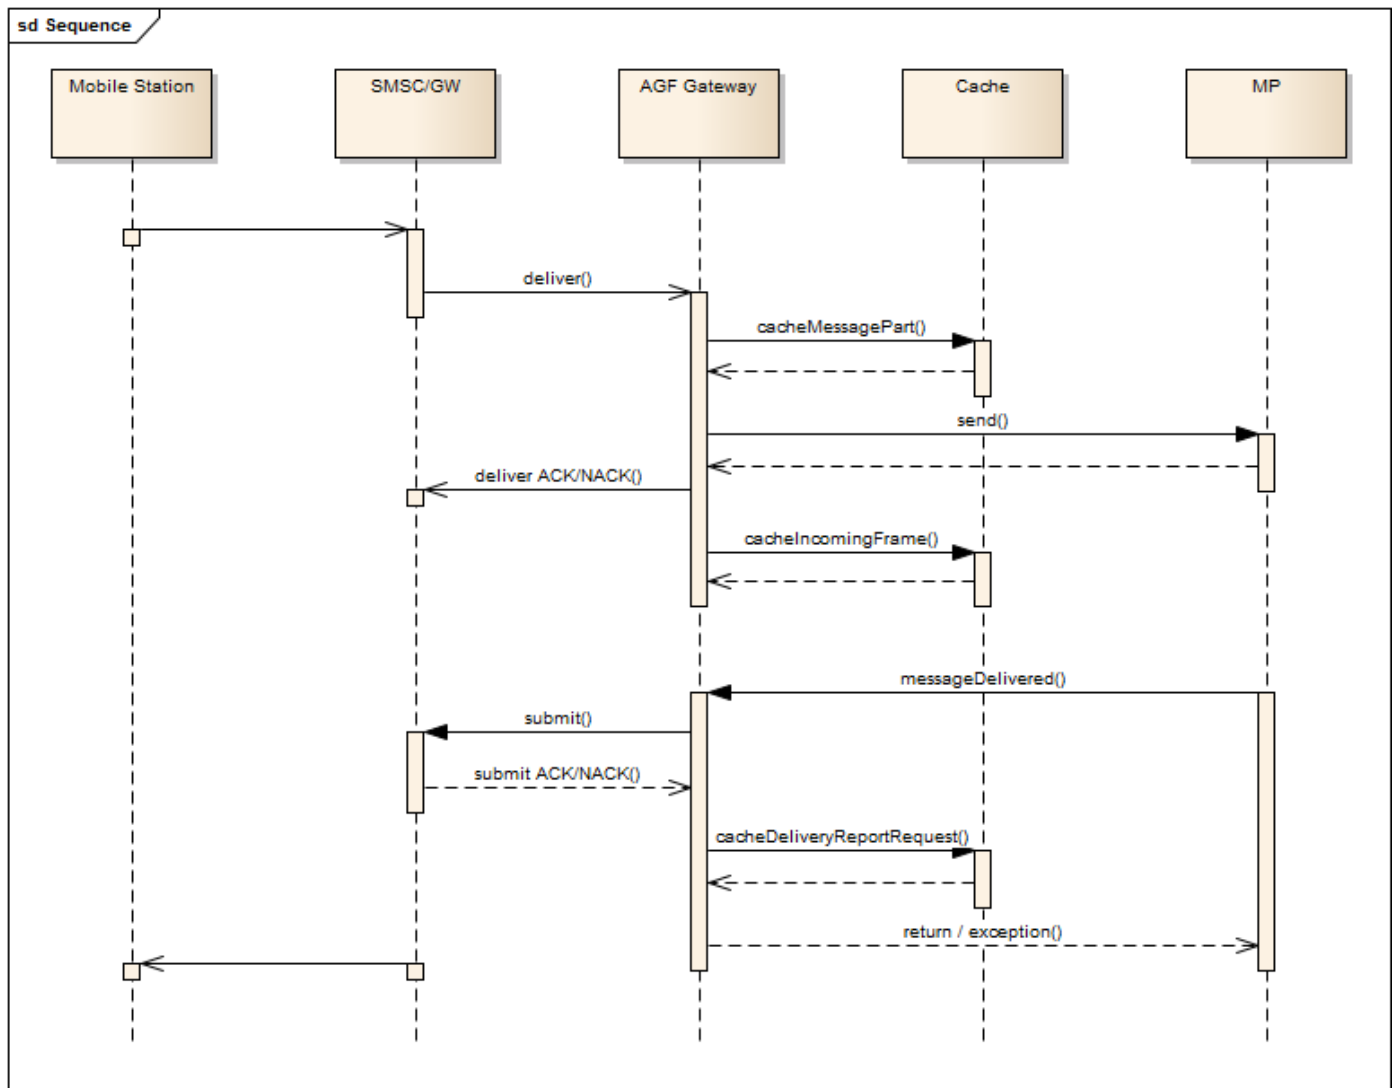 sd Sequence
Mobile Station
SMSC/GW
AGF Gateway
Cache
MP
deliver()
cacheMessagePart()
send()
deliver ACK/NACK()
cacheIncomingFrame()
messageDelivered()
submit()
submit ACK/NACK()
cacheDeliveryReportRequest()
return / exception()